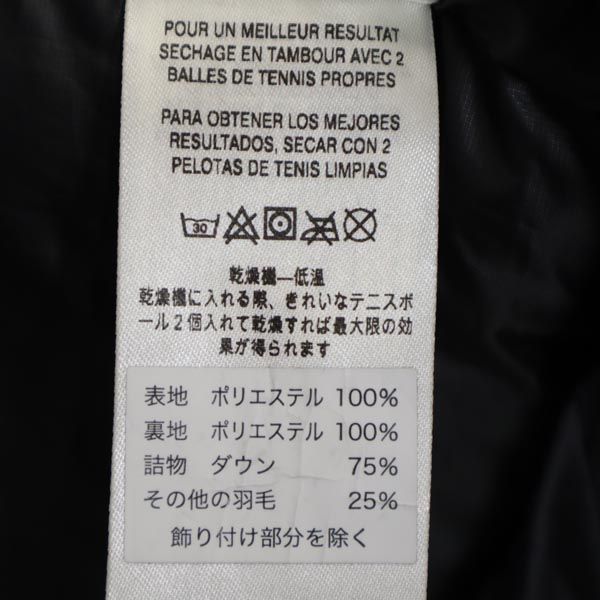 POUR UN MEILLEUR RESULTAT
SECHAGE EN TAMBOUR AVEC 2
BALLES DE TENNIS PROPRES
PARA OBTENER LOS MEJORES
RESULTADOS, SECAR CON 2
PELOTAS DE TENIS LIMPIAS
30
乾燥機—低温
乾燥機に入れる際、きれいなテニスボ
ール2個入れて乾燥すれば最大限の効
果が得られます
表地 ポリエステル 100%
裏地 ポリエステル 100%
詰物 ダウン 75%
その他の羽毛 25%
飾り付け部分を除く